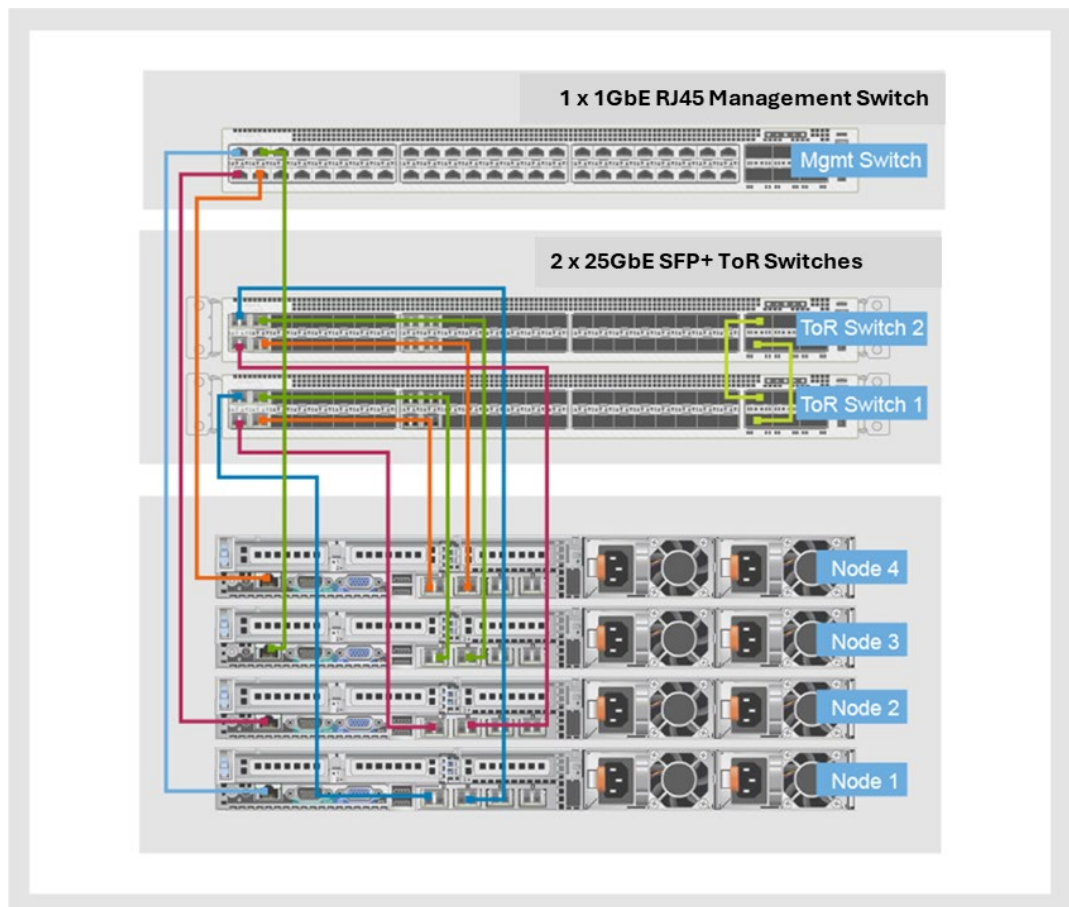 1 x 1GbE RJ45 Management Switch
Mgmt Switch
2 x 25GbE SFP+ ToR Switches
ToR Switch 2
ToR Switch 1
Node 4
Node 3
Node 2
Node 1